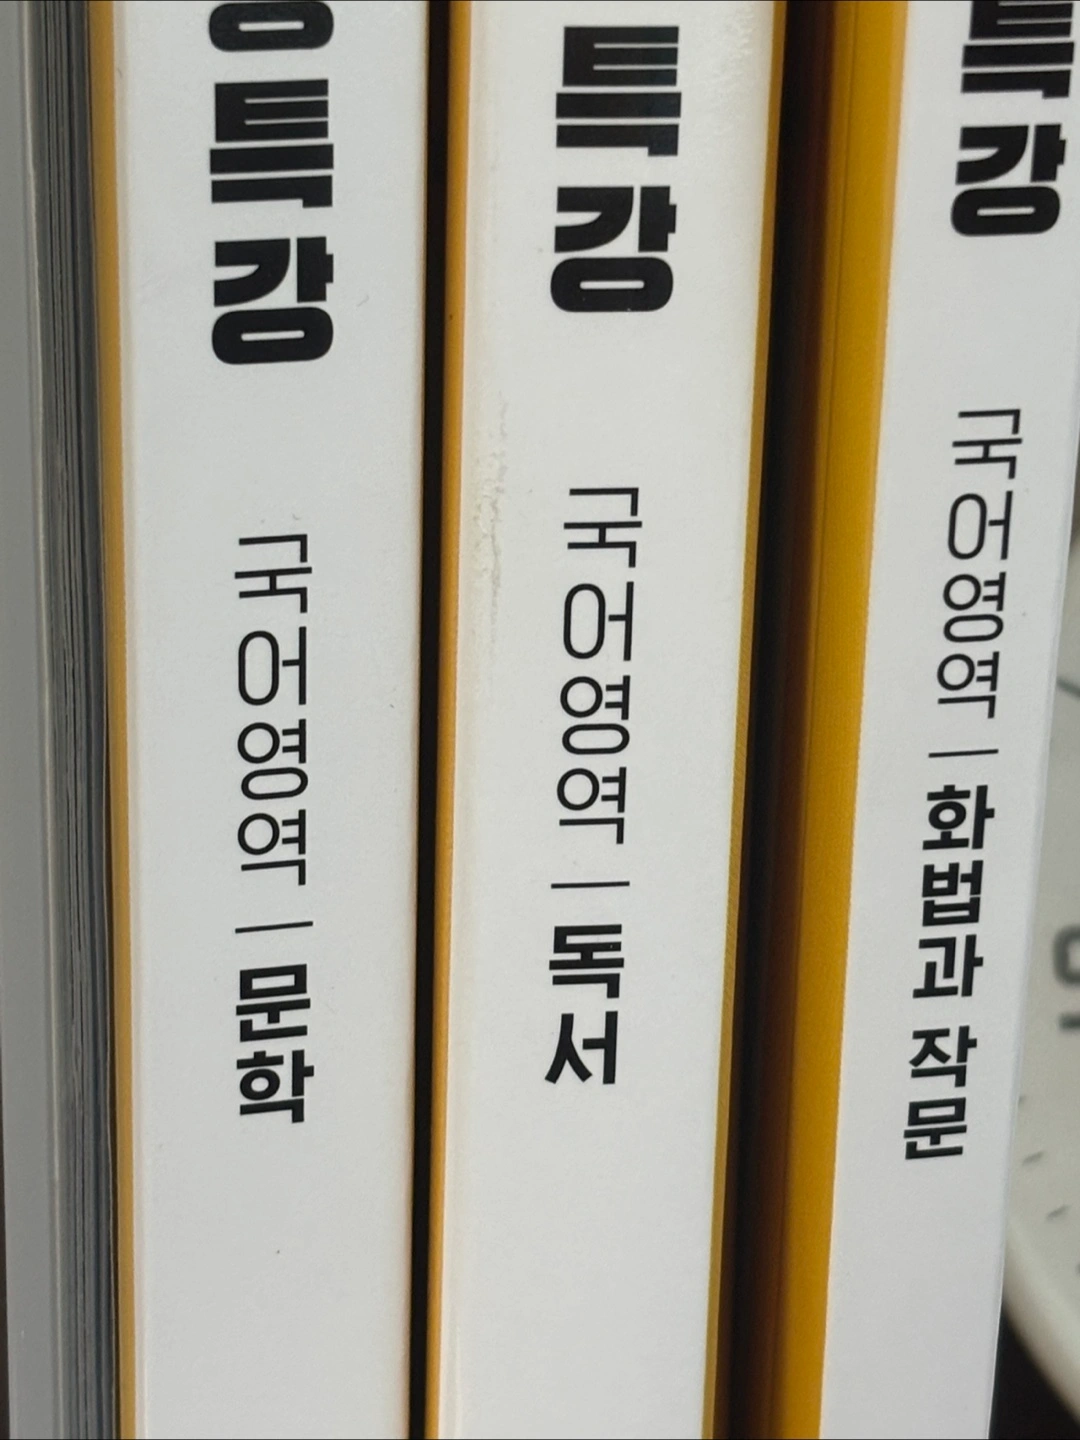 특강 국어영역 | 문학
특강 국어영역 | 독서
특강 국어영역 | 화법과 작문